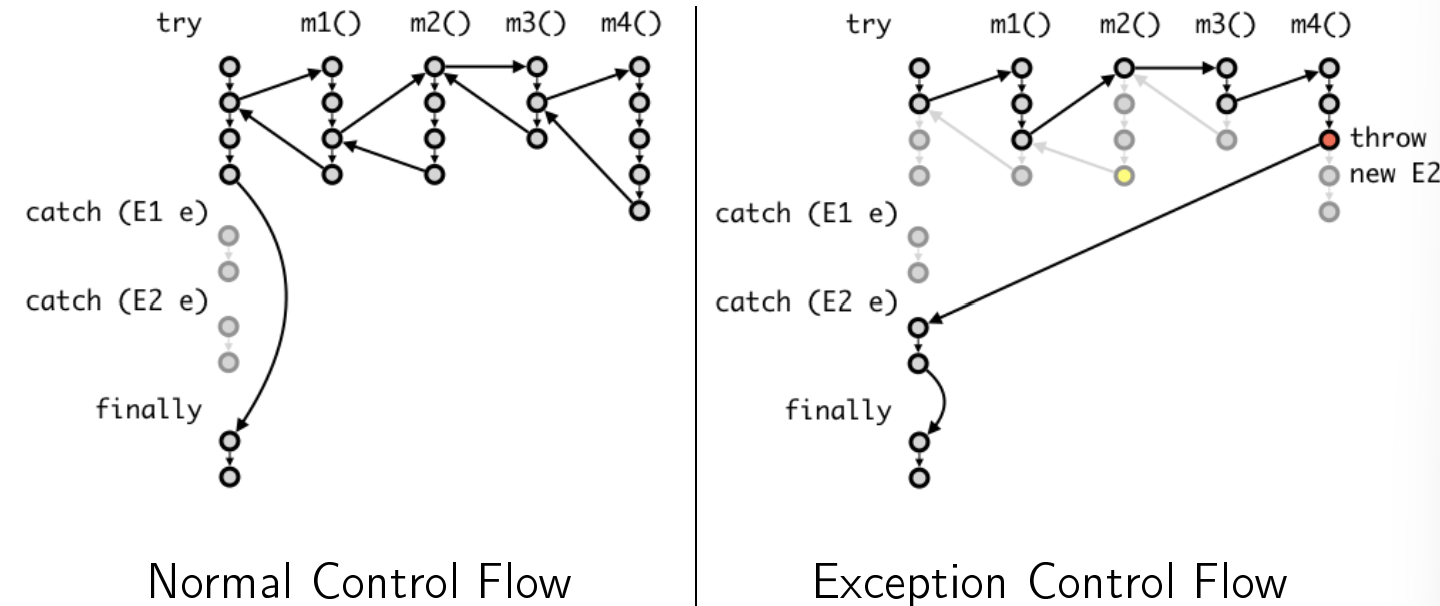 try m1() m2() m3() m4()
catch (E1 e)
catch (E2 e)
finally
Normal Control Flow
try m1() m2() m3() m4()
throw
new E2
catch (E1 e)
catch (E2 e)
finally
Exception Control Flow